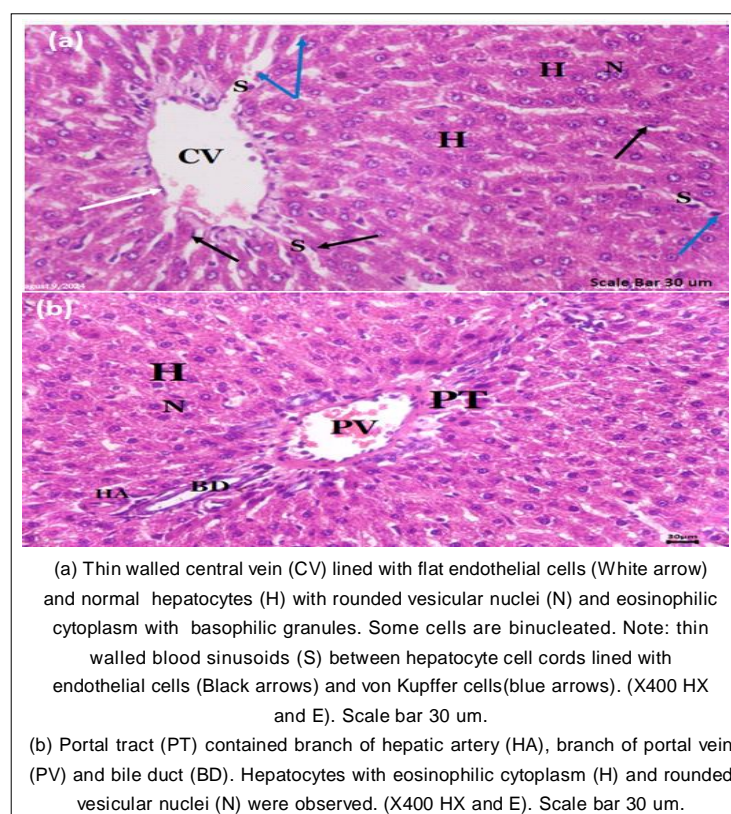 (a)
S
H
N
CV
H
S
S
Scale Bar 30 um
(b)
H
N
PT
PV
BD
HA
30µm
(a) Thin walled central vein (CV) lined with flat endothelial cells (White arrow)
and normal hepatocytes (H) with rounded vesicular nuclei (N) and eosinophilic
cytoplasm with basophilic granules. Some cells are binucleated. Note: thin
walled blood sinusoids (S) between hepatocyte cell cords lined with
endothelial cells (Black arrows) and von Kupffer cells(blue arrows). (X400 HX
and E). Scale bar 30 um.
(b) Portal tract (PT) contained branch of hepatic artery (HA), branch of portal vein
(PV) and bile duct (BD). Hepatocytes with eosinophilic cytoplasm (H) and rounded
vesicular nuclei (N) were observed. (X400 HX and E). Scale bar 30 um.